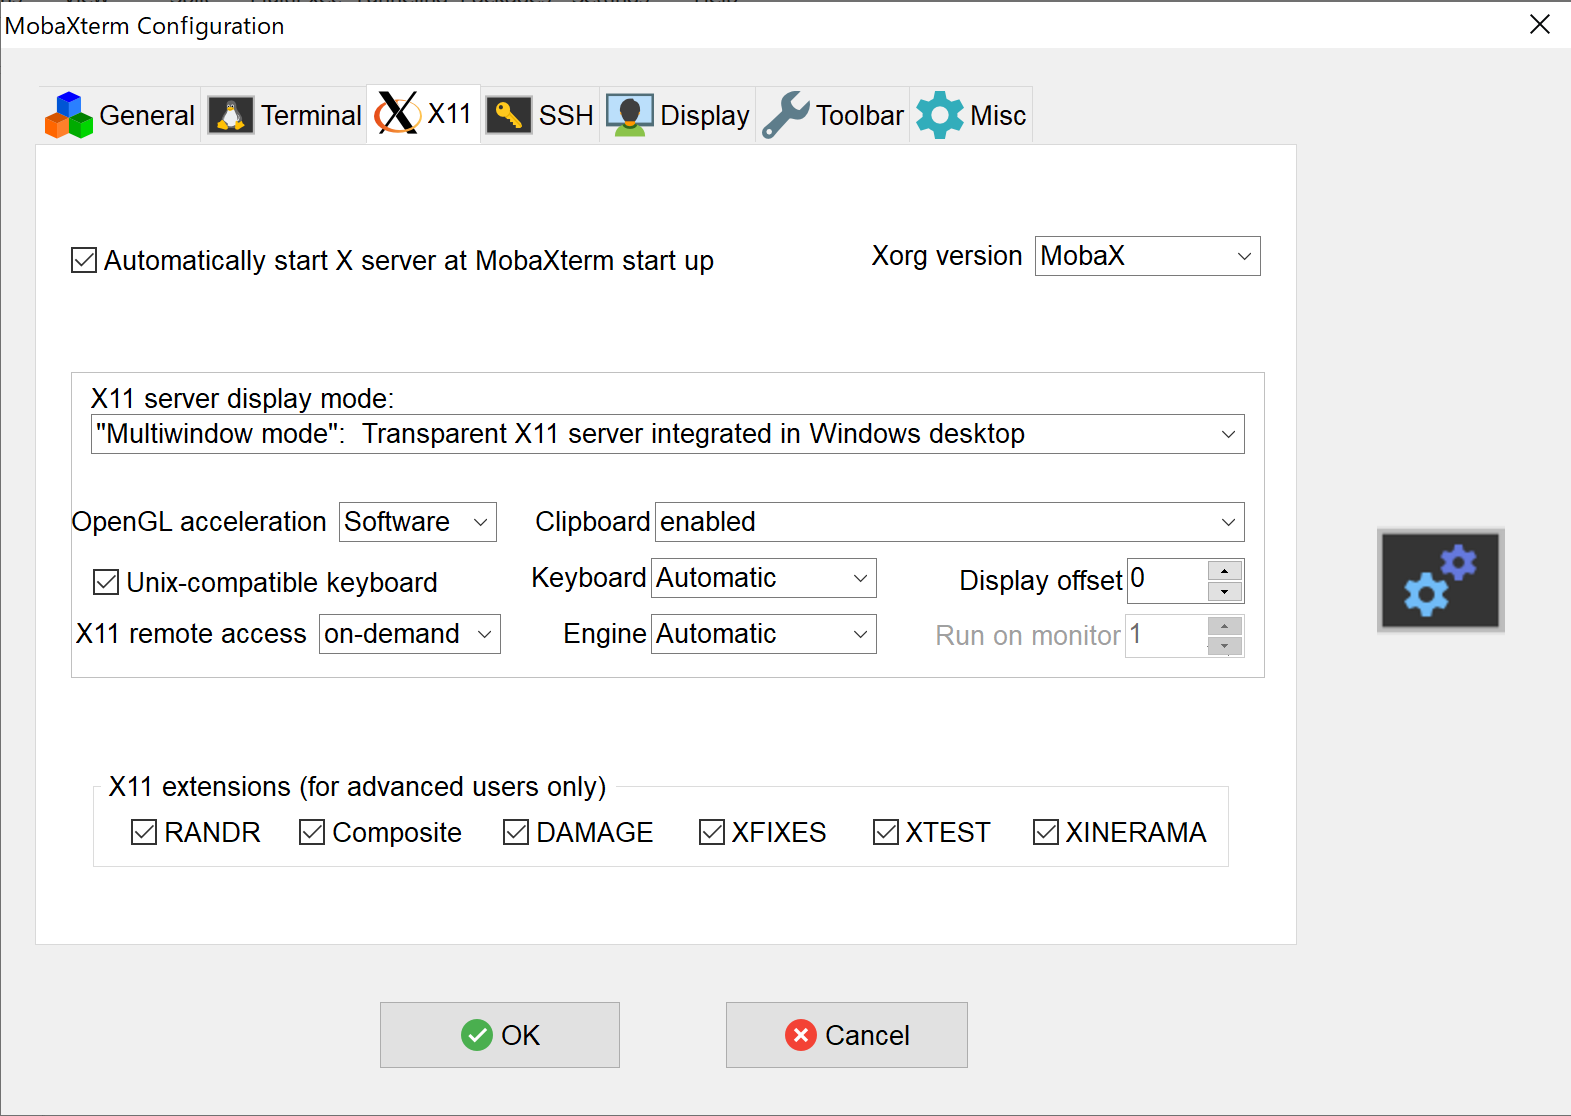 MobaXterm Configuration
General Terminal X11 SSH Display Toolbar Misc
Automatically start X server at MobaXterm start up
Xorg version MobaX
X11 server display mode:
"Multiwindow mode": Transparent X11 server integrated in Windows desktop
OpenGL acceleration Software Clipboard enabled
Unix-compatible keyboard Keyboard Automatic Display offset 0
X11 remote access on-demand Engine Automatic Run on monitor 1
X11 extensions (for advanced users only)
RANDR Composite DAMAGE XFIXES XTEST XINERAMA
OK Cancel